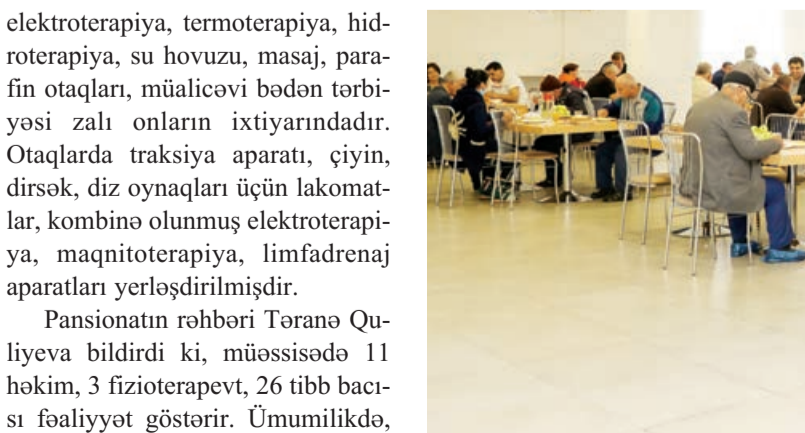 elektroterapiya, termoterapiya, hid-
roterapiya, su hovuzu, masaj, para-
fin otaqları, müalicəvi bədən tərbi-
yəsi zalı onların ixtiyarındadır.
Otaqlarda traksiya aparatı, çiyin,
dirsək, diz oynaqları üçün lakomat-
lar, kombinə olunmuş elektroterapi-
ya, maqnitoterapiya, limfadrenaj
aparatları yerləşdirilmişdir.
Pansionatın rəhbəri Təranə Qu-
liyeva bildirdi ki, müəssisədə 11
həkim, 3 fizioterapevt, 26 tibb bacı-
sı fəaliyyət göstərir. Ümumilikdə,